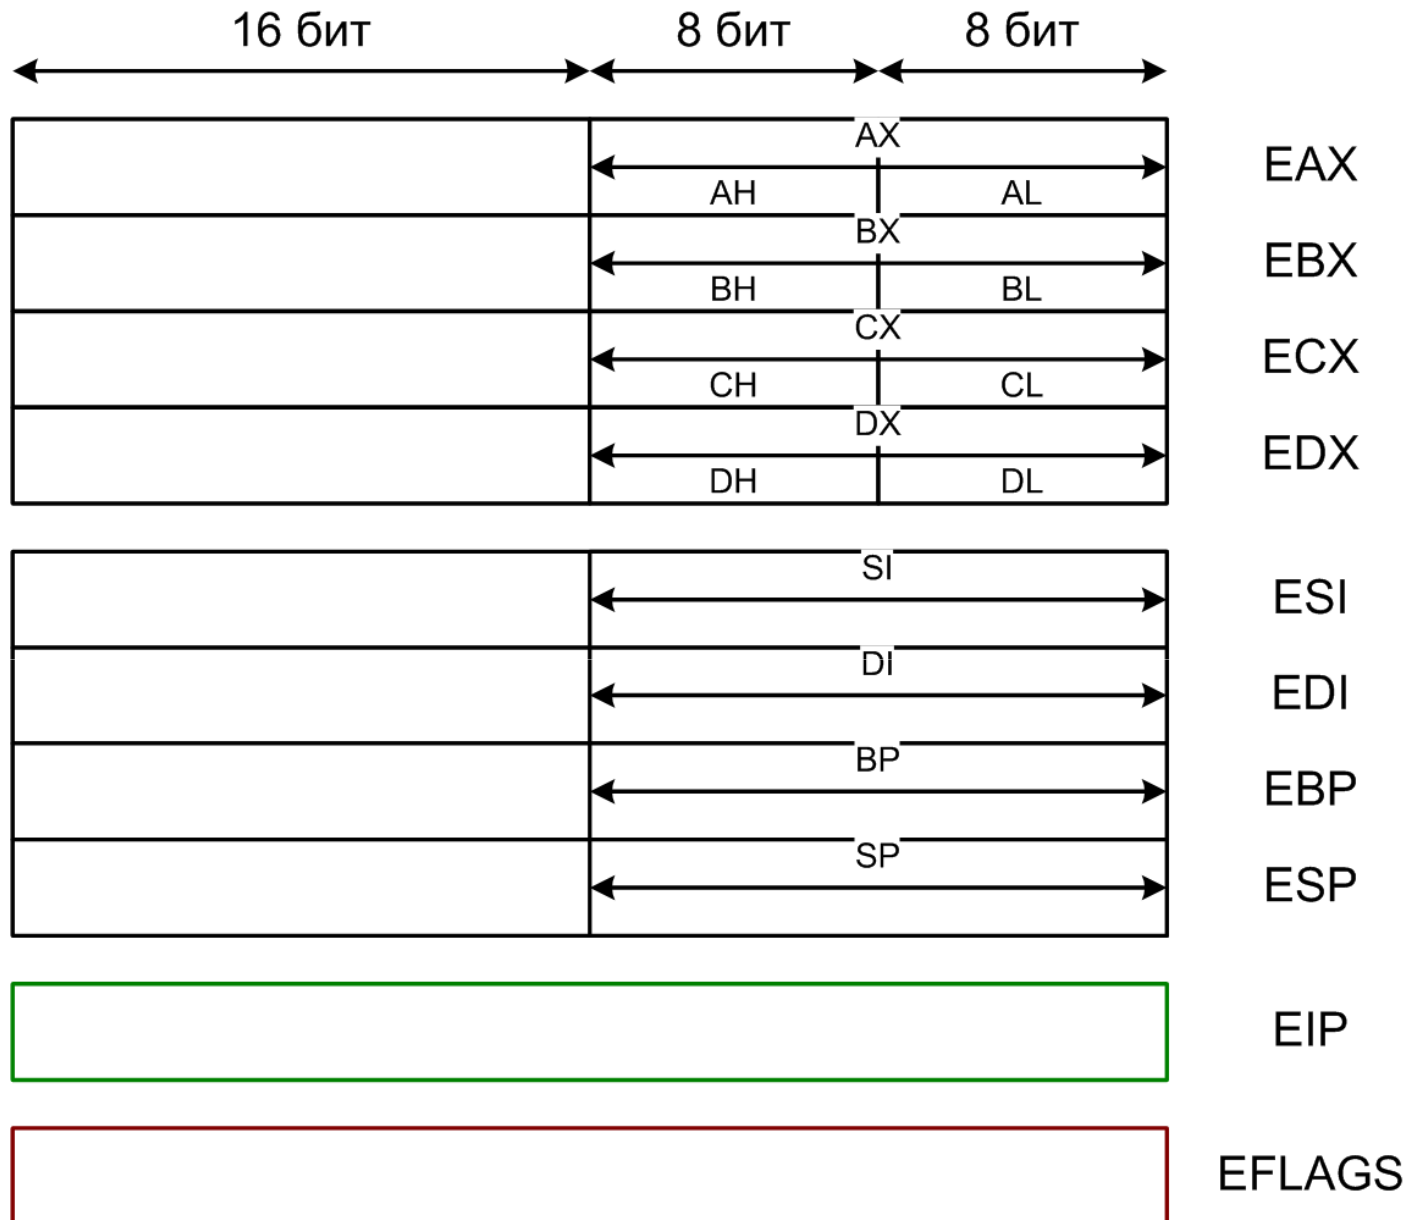 16 бит 8 бит 8 бит
AX
EAX
AH AL
BX
EBX
BH BL
CX
ECX
CH CL
DX
EDX
DH DL
SI
ESI
DI
EDI
BP
EBP
SP
ESP
EIP
EFLAGS